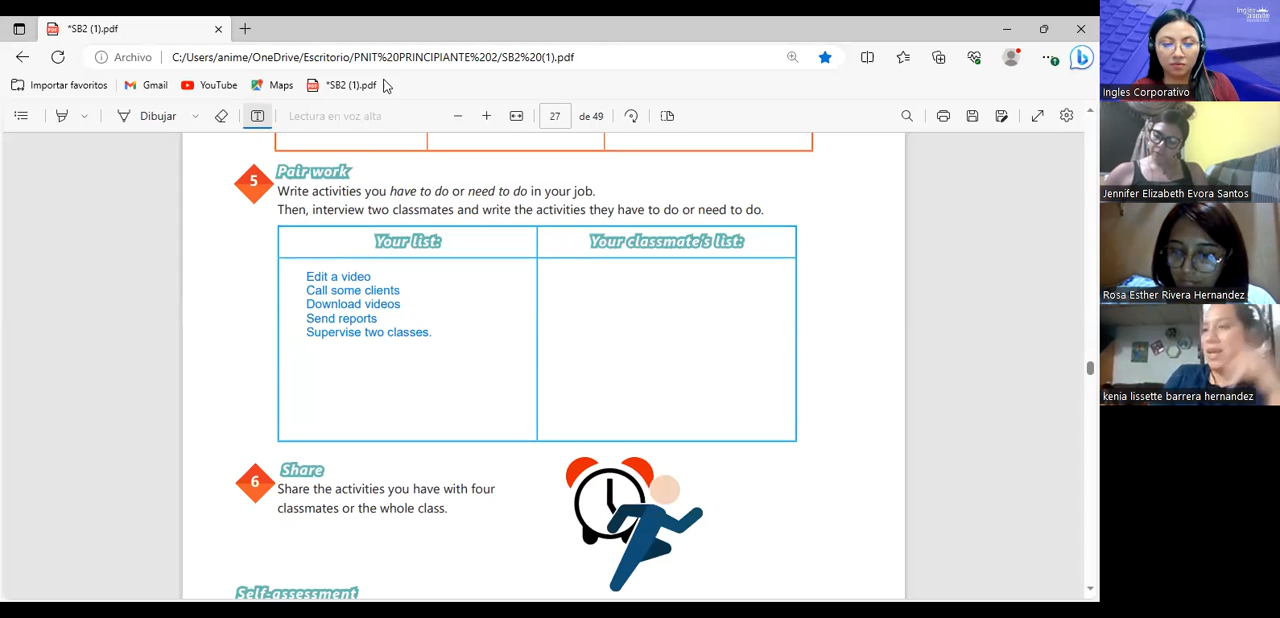 *SB2 (1).pdf
Archivo
C:/Users/anime/OneDrive/Escritorio/PNIT%20PRINCIPIANTE%202/SB2%20(1).pdf
Importar favoritos
Gmail
YouTube
Maps
*SB2 (1).pdf
Dibujar
Lectura en voz alta
27
de 49
5
Pair work
Write activities you have to do or need to do in your job.
Then, interview two classmates and write the activities they have to do or need to do.
Your list:
Your classmate's list:
Edit a video
Call some clients
Download videos
Send reports
Supervise two classes.
6
Share
Share the activities you have with four
classmates or the whole class.
Self-assessment
Ingles Corporativo
Jennifer Elizabeth Evora Santos
Rosa Esther Rivera Hernandez
kenia lissette barrera hernandez